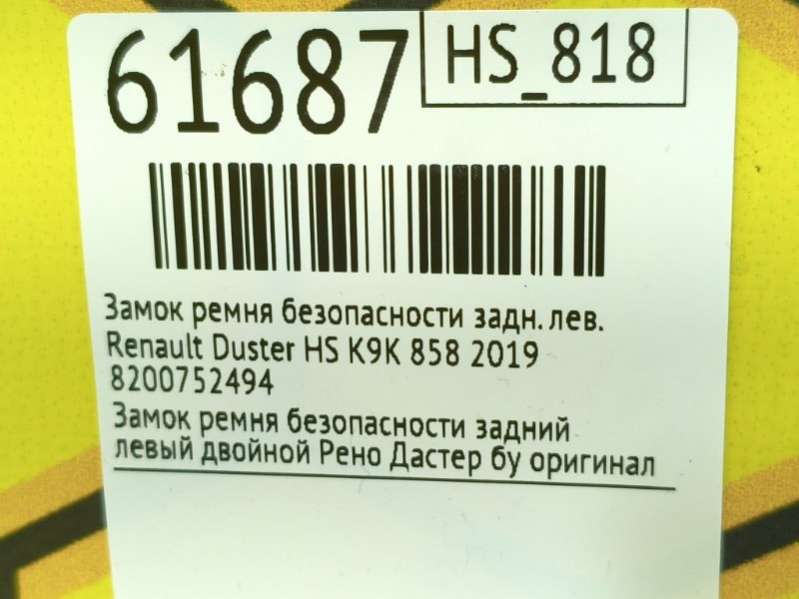 61687
HS_818
Замок ремня безопасности задн. лев.
Renault Duster HS K9K 858 2019
8200752494
Замок ремня безопасности задний
левый двойной Рено Дастер бу оригинал